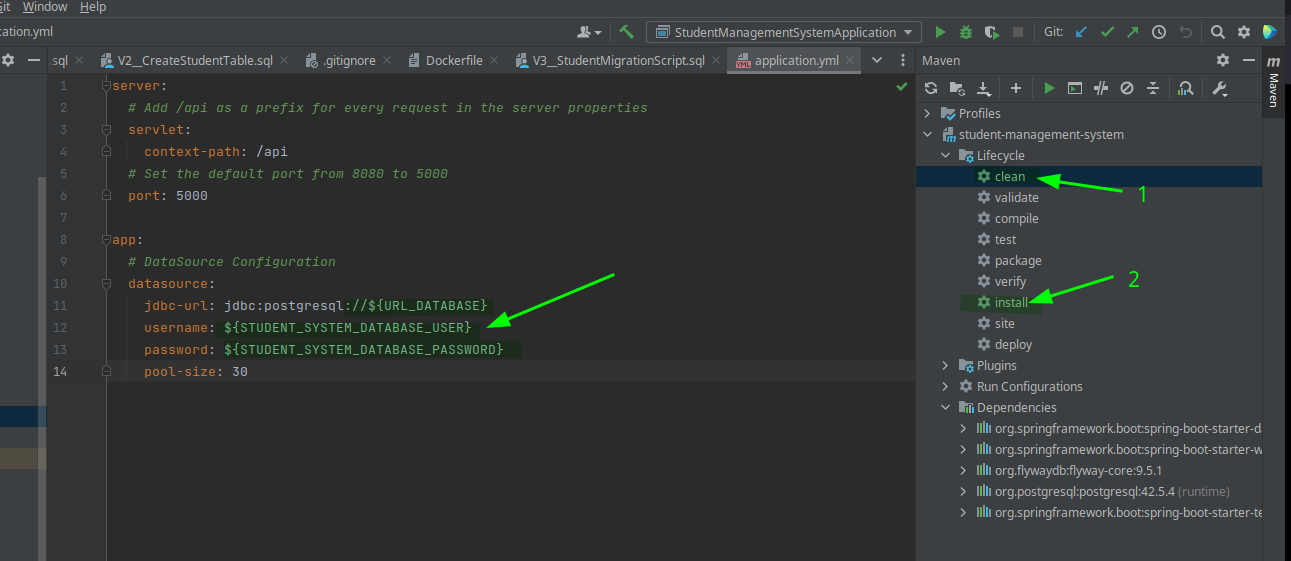 Git Window Help
cation.yml
StudentManagementSystemApplication
Git:
sql
V2__CreateStudentTable.sql
.gitignore
Dockerfile
V3__StudentMigrationScript.sql
application.yml
1 server:
2 # Add /api as a prefix for every request in the server properties
3 servlet:
4 context-path: /api
5 # Set the default port from 8080 to 5000
6 port: 5000
7
8 app:
9 # DataSource Configuration
10 datasource:
11 jdbc-url: jdbc:postgresql://${URL_DATABASE}
12 username: ${STUDENT_SYSTEM_DATABASE_USER}
13 password: ${STUDENT_SYSTEM_DATABASE_PASSWORD}
14 pool-size: 30
Maven
Profiles
student-management-system
Lifecycle
clean
1
validate
compile
test
package
verify
install
2
site
deploy
Plugins
Run Configurations
Dependencies
org.springframework.boot:spring-boot-starter-d
org.springframework.boot:spring-boot-starter-w
org.flywaydb:flyway-core:9.5.1
org.postgresql:postgresql:42.5.4 (runtime)
org.springframework.boot:spring-boot-starter-te
m
Maven